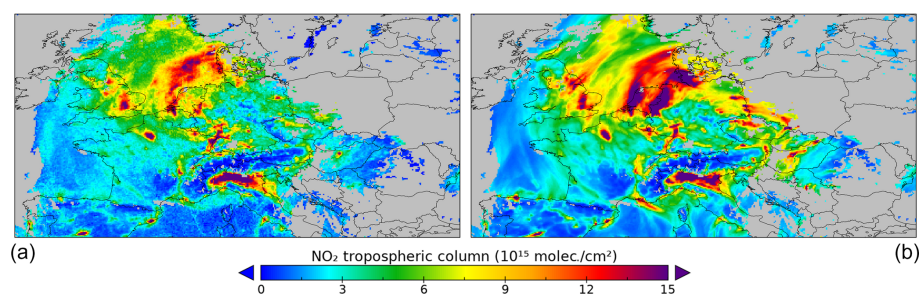 (a)
(b)
NO₂ tropospheric column (10¹⁵ molec./cm²)
0 3 6 9 12 15